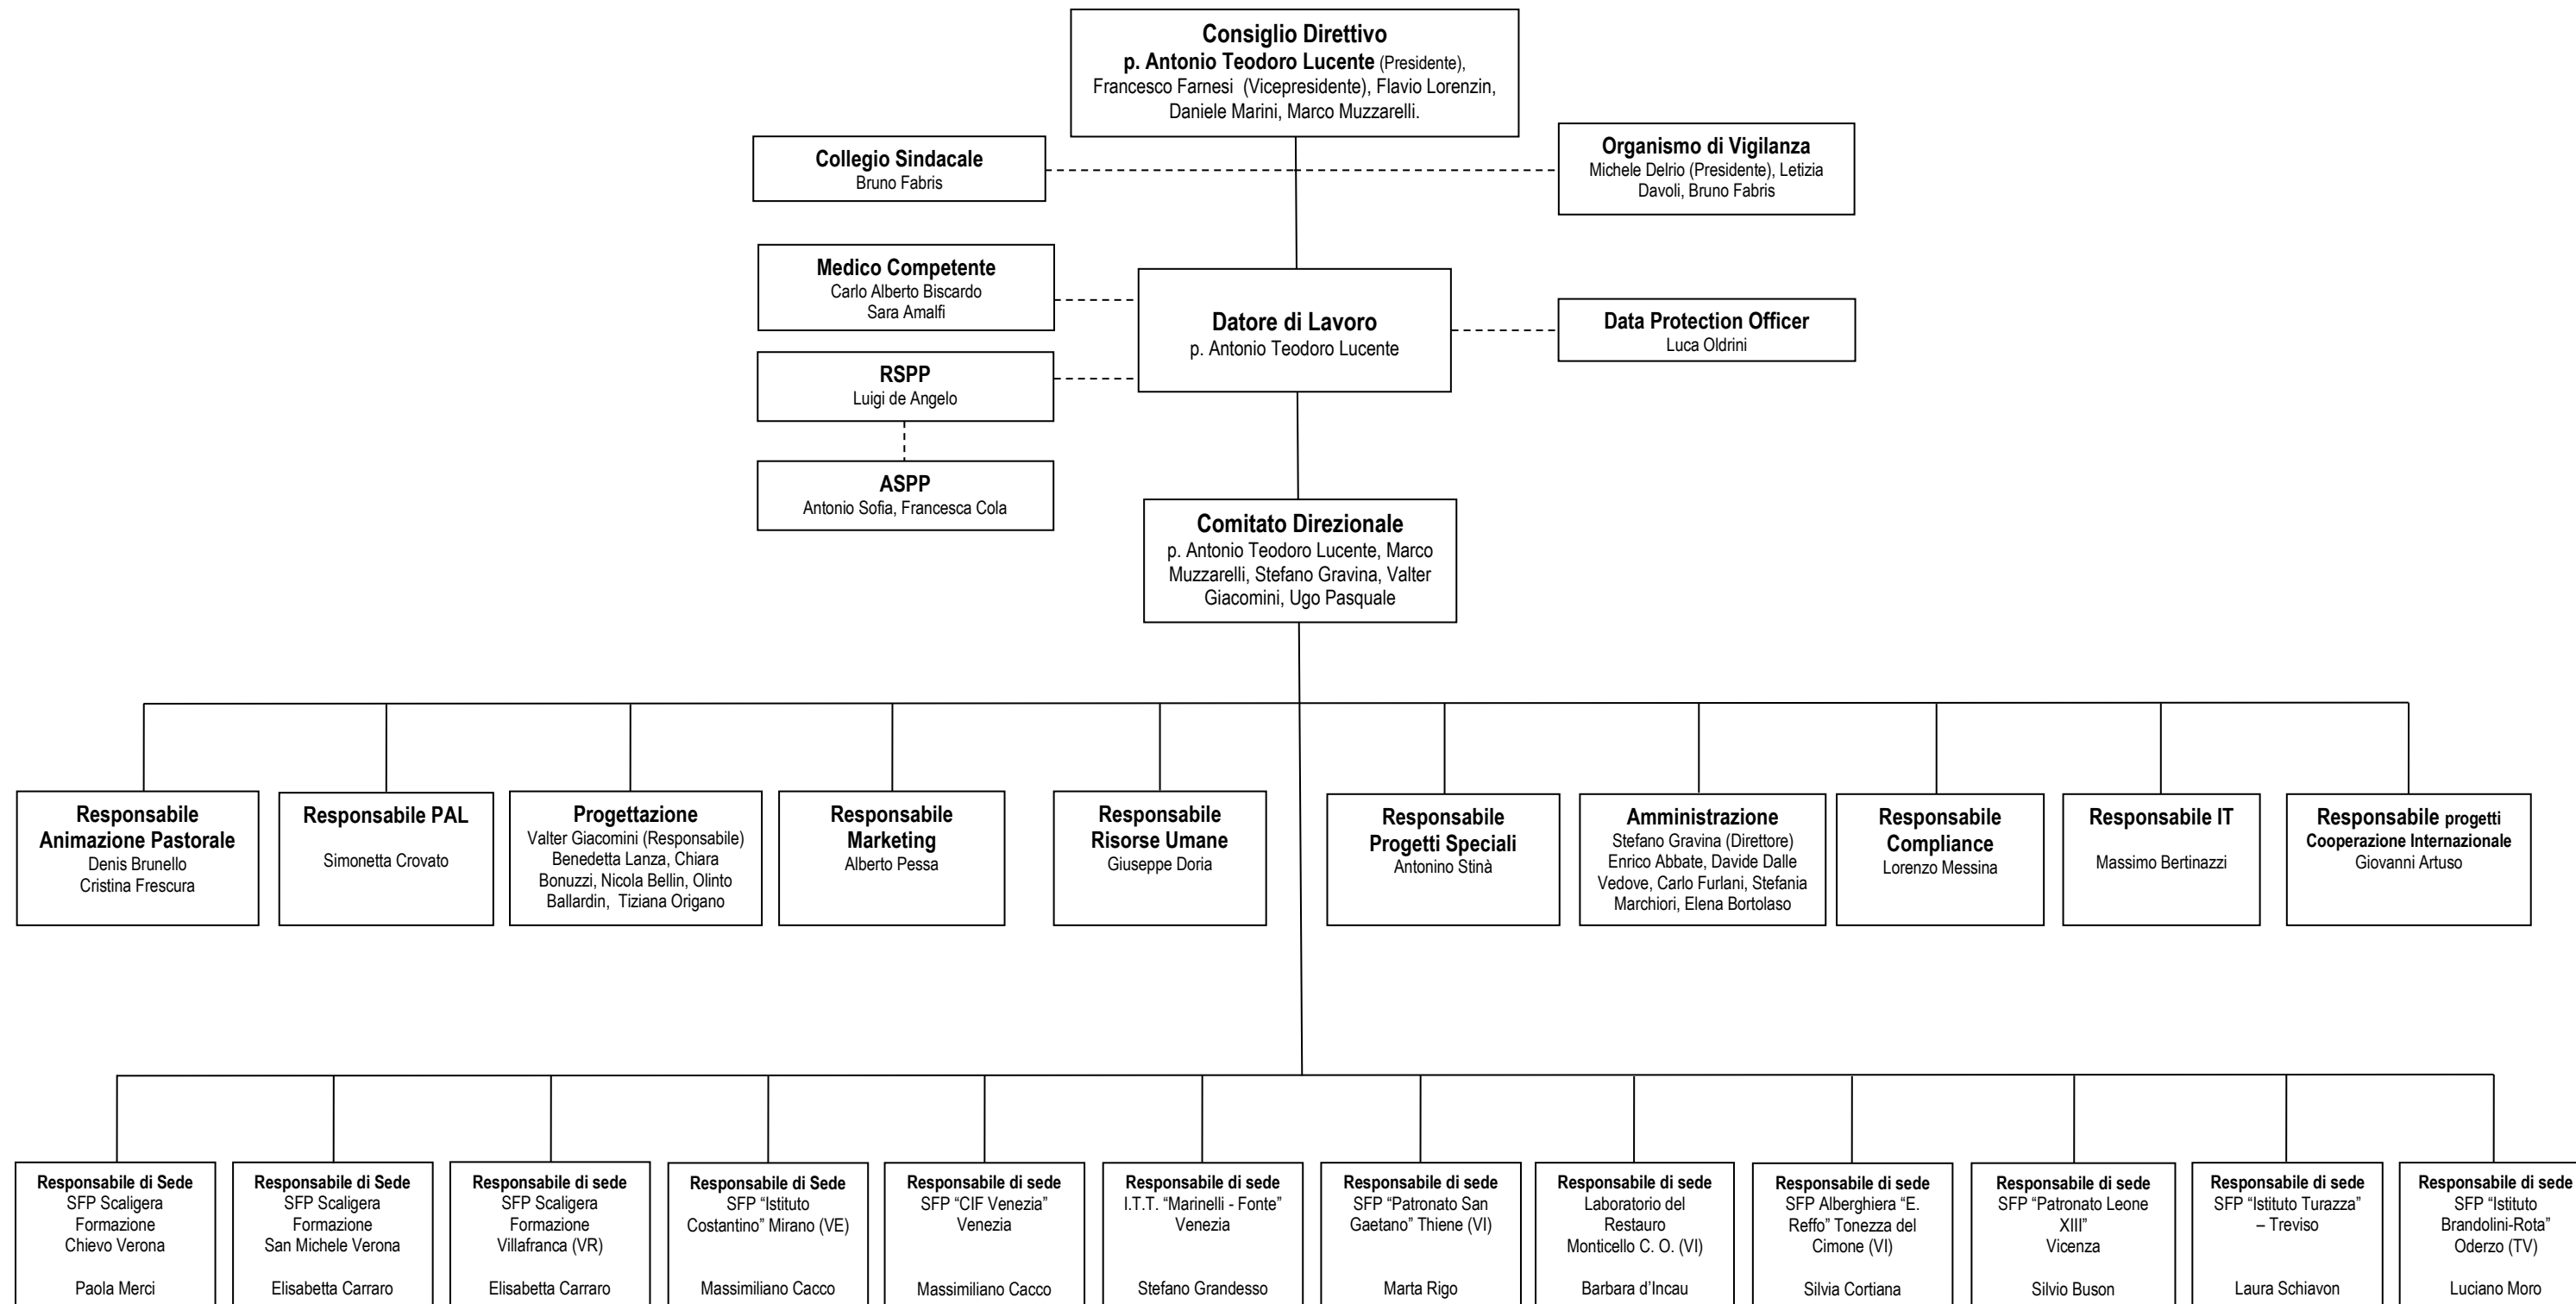 Consiglio Direttivo
p. Antonio Teodoro Lucente (Presidente),
Francesco Farnesi (Vicepresidente), Flavio Lorenzin,
Daniele Marini, Marco Muzzarelli.
Collegio Sindacale
Bruno Fabris
Organismo di Vigilanza
Michele Delrio (Presidente), Letizia
Davoli, Bruno Fabris
Medico Competente
Carlo Alberto Biscardo
Sara Amalfi
Datore di Lavoro
p. Antonio Teodoro Lucente
Data Protection Officer
Luca Oldrini
RSPP
Luigi de Angelo
ASPP
Antonio Sofia, Francesca Cola
Comitato Direzionale
p. Antonio Teodoro Lucente, Marco
Muzzarelli, Stefano Gravina, Valter
Giacomini, Ugo Pasquale
Responsabile
Animazione Pastorale
Denis Brunello
Cristina Frescura
Responsabile PAL
Simonetta Crovato
Progettazione
Valter Giacomini (Responsabile)
Benedetta Lanza, Chiara
Bonuzzi, Nicola Bellin, Olinto
Ballardin, Tiziana Origano
Responsabile
Marketing
Alberto Pessa
Responsabile
Risorse Umane
Giuseppe Doria
Responsabile
Progetti Speciali
Antonino Stinà
Amministrazione
Stefano Gravina (Direttore)
Enrico Abbate, Davide Dalle
Vedove, Carlo Furlani, Stefania
Marchiori, Elena Bortolaso
Responsabile
Compliance
Lorenzo Messina
Responsabile IT
Massimo Bertinazzi
Responsabile progetti
Cooperazione Internazionale
Giovanni Artuso
Responsabile di Sede
SFP Scaligera
Formazione
Chievo Verona
Paola Merci
Responsabile di Sede
SFP Scaligera
Formazione
San Michele Verona
Elisabetta Carraro
Responsabile di sede
SFP Scaligera
Formazione
Villafranca (VR)
Elisabetta Carraro
Responsabile di Sede
SFP “Istituto
Costantino” Mirano (VE)
Massimiliano Cacco
Responsabile di sede
SFP “CIF Venezia”
Venezia
Massimiliano Cacco
Responsabile di sede
I.T.T. “Marinelli - Fonte”
Venezia
Stefano Grandesso
Responsabile di sede
SFP “Patronato San
Gaetano” Thiene (VI)
Marta Rigo
Responsabile di sede
Laboratorio del
Restauro
Monticello C. O. (VI)
Barbara d’Incau
Responsabile di sede
SFP Alberghiera “E.
Reffo” Tonezza del
Cimone (VI)
Silvia Cortiana
Responsabile di sede
SFP “Patronato Leone
XIII”
Vicenza
Silvio Buson
Responsabile di sede
SFP “Istituto Turazza”
– Treviso
Laura Schiavon
Responsabile di sede
SFP “Istituto
Brandolini-Rota”
Oderzo (TV)
Luciano Moro